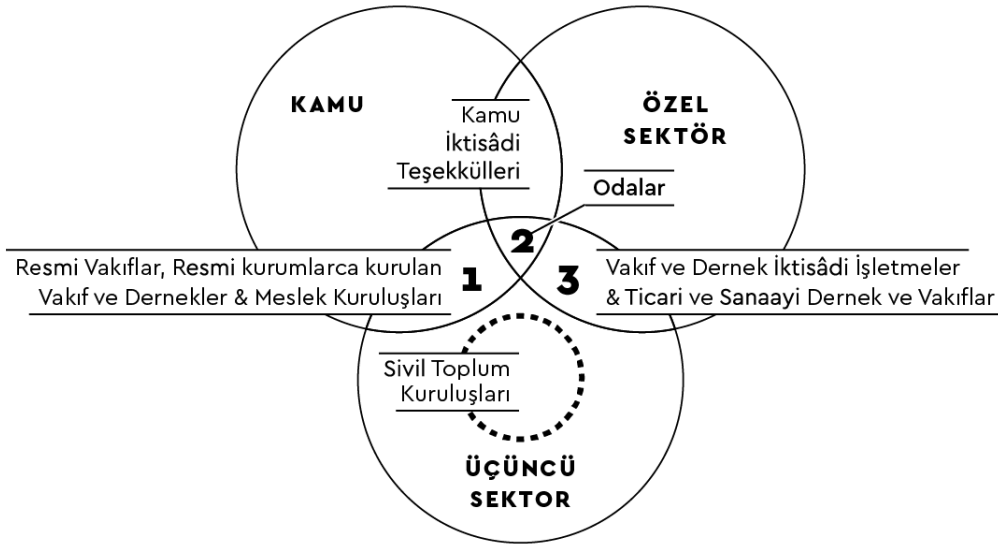 KAMU
Kamu
İktisâdi
Teşekkülleri
ÖZEL
SEKTÖR
Odalar
2
Resmi Vakıflar, Resmi kurumlarca kurulan
Vakıf ve Dernekler & Meslek Kuruluşları
1
3
Vakıf ve Dernek İktisâdi İşletmeler
& Ticari ve Sanaayi Dernek ve Vakıflar
Sivil Toplum
Kuruluşları
ÜÇÜNCÜ
SEKTOR